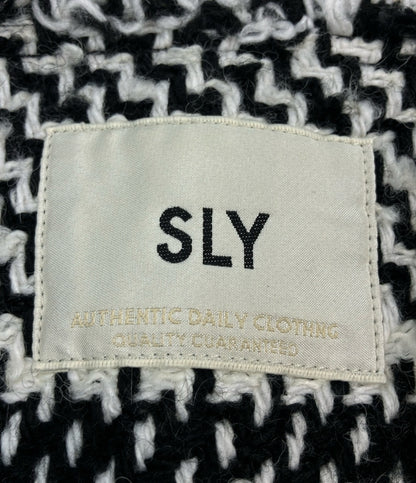 SLY
AUTHENTIC DAILY CLOTHING
QUALITY GUARANTEED